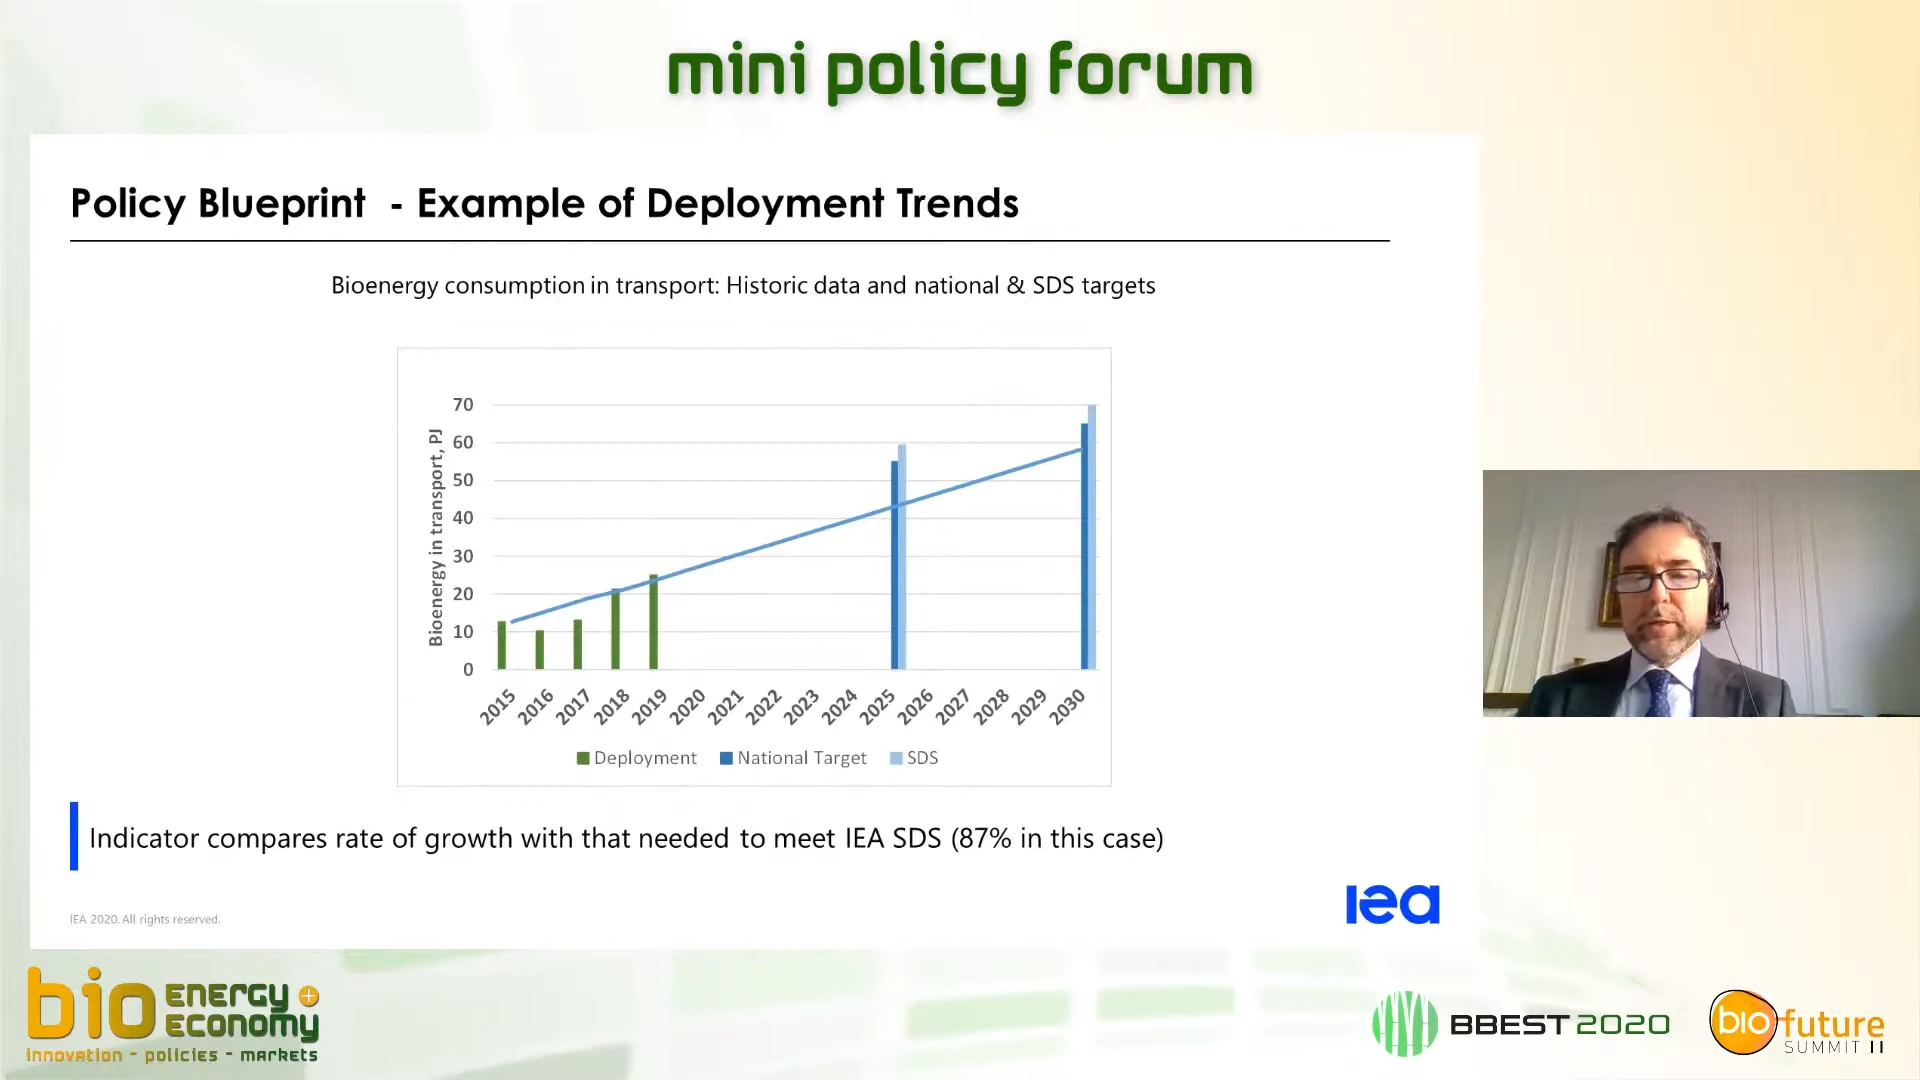 mini policy forum
Policy Blueprint - Example of Deployment Trends
Bioenergy consumption in transport: Historic data and national & SDS targets
Bioenergy in transport, PJ
70
60
50
40
30
20
10
0
2015 2016 2017 2018 2019 2020 2021 2022 2023 2024 2025 2026 2027 2028 2029 2030
Deployment National Target SDS
Indicator compares rate of growth with that needed to meet IEA SDS (87% in this case)
IEA 2020. All rights reserved.
iea
bio ENERGY +
ECONOMY
innovation - policies - markets
BBEST 2020
biofuture
SUMMIT II